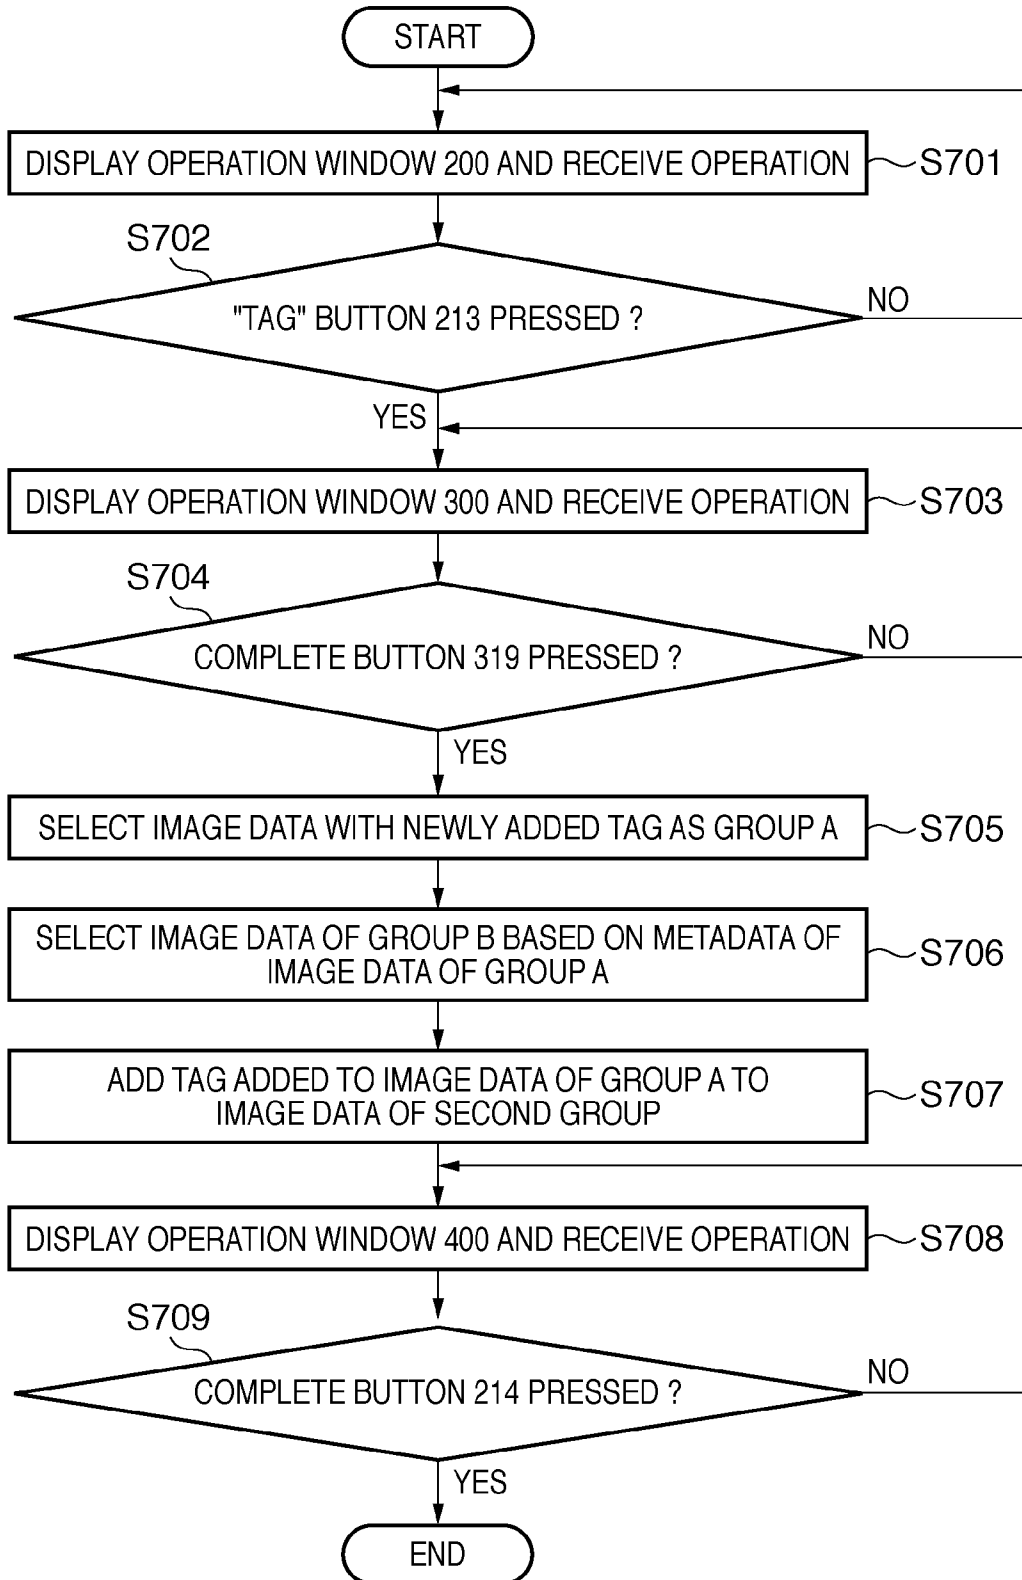 START
DISPLAY OPERATION WINDOW 200 AND RECEIVE OPERATION
S701
S702
"TAG" BUTTON 213 PRESSED ?
NO
YES
DISPLAY OPERATION WINDOW 300 AND RECEIVE OPERATION
S703
S704
COMPLETE BUTTON 319 PRESSED ?
NO
YES
SELECT IMAGE DATA WITH NEWLY ADDED TAG AS GROUP A
S705
SELECT IMAGE DATA OF GROUP B BASED ON METADATA OF
IMAGE DATA OF GROUP A
S706
ADD TAG ADDED TO IMAGE DATA OF GROUP A TO
IMAGE DATA OF SECOND GROUP
S707
DISPLAY OPERATION WINDOW 400 AND RECEIVE OPERATION
S708
S709
COMPLETE BUTTON 214 PRESSED ?
NO
YES
END